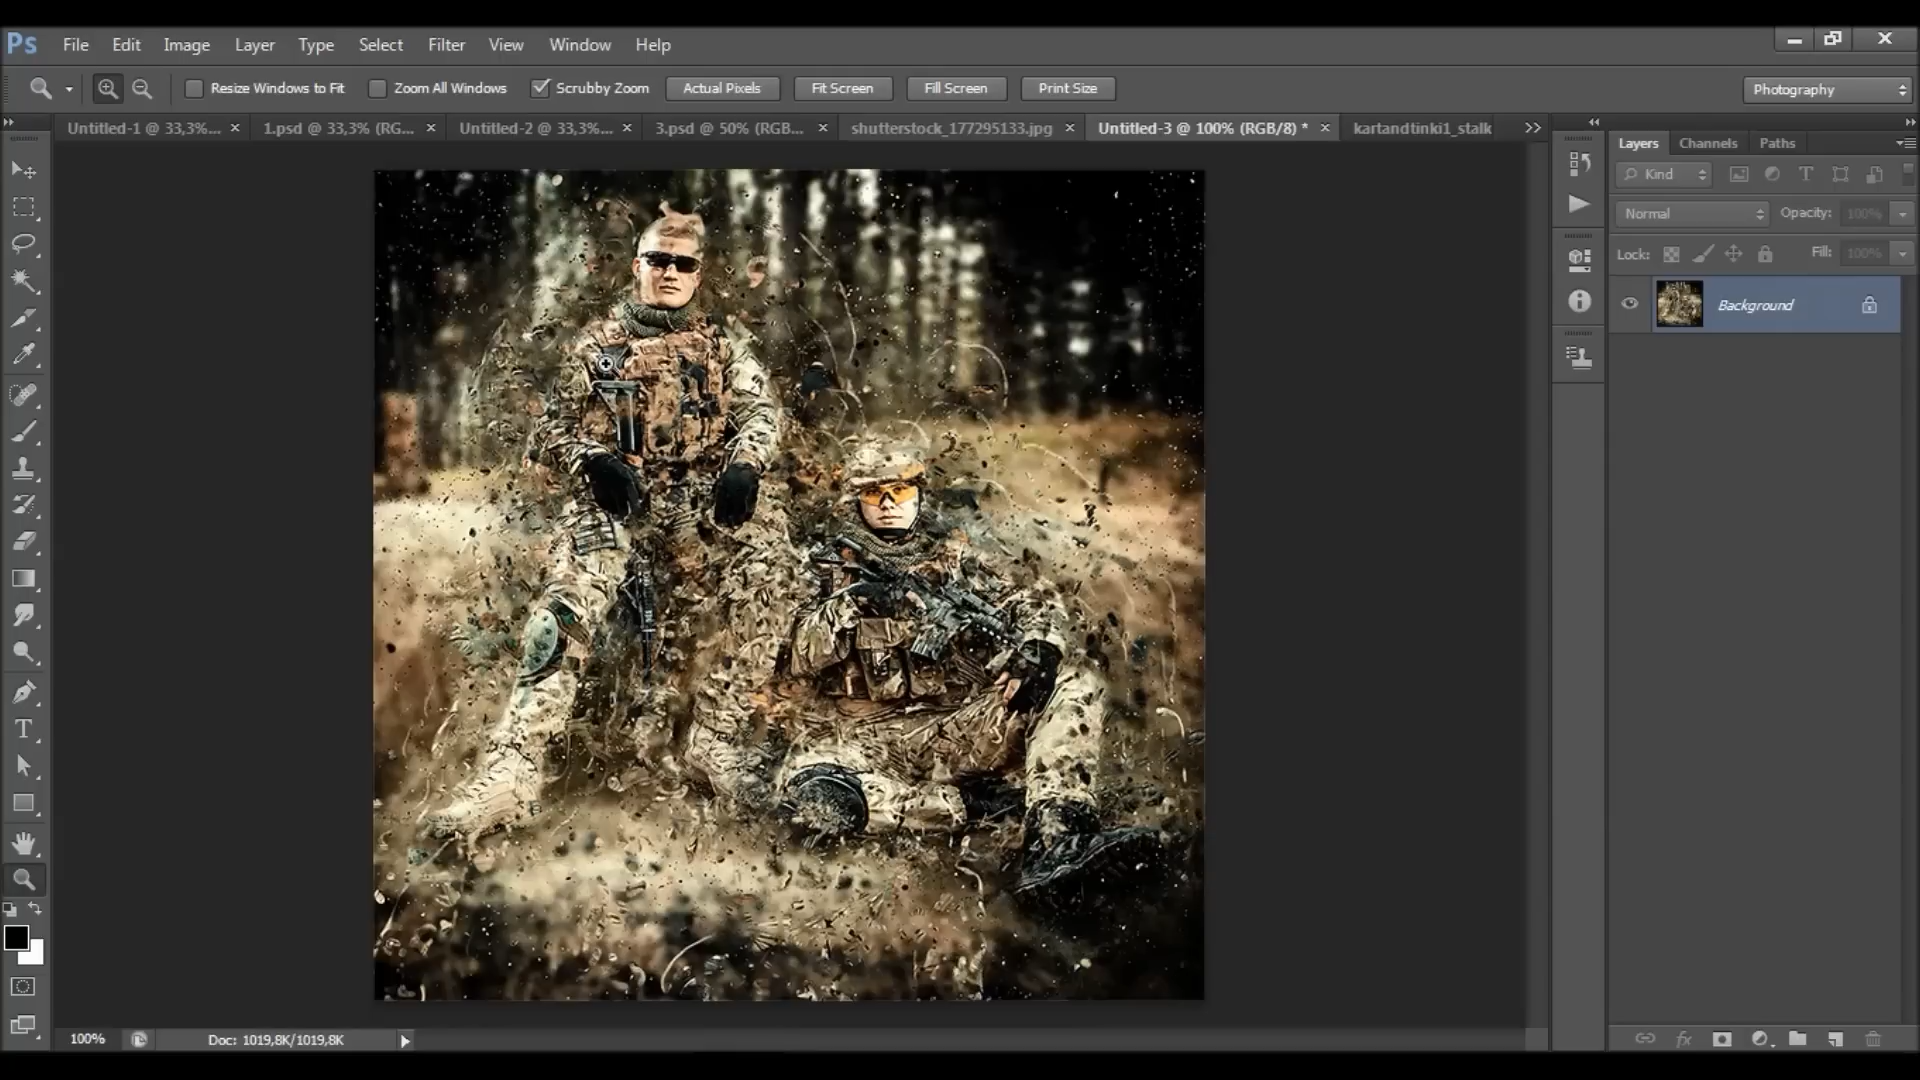 Ps File Edit Image Layer Type Select Filter View Window Help
Resize Windows to Fit Zoom All Windows Scrubby Zoom Actual Pixels Fit Screen Fill Screen Print Size Photography
Untitled-1 @ 33,3%... 1.psd @ 33,3% (RG... Untitled-2 @ 33,3%... 3.psd @ 50% (RGB... shutterstock_177295133.jpg Untitled-3 @ 100% (RGB/8) * kartandtinki1_stalk
Layers Channels Paths
Kind
Normal Opacity: 100%
Lock: Fill: 100%
Background
100% Doc: 1019,8K/1019,8K